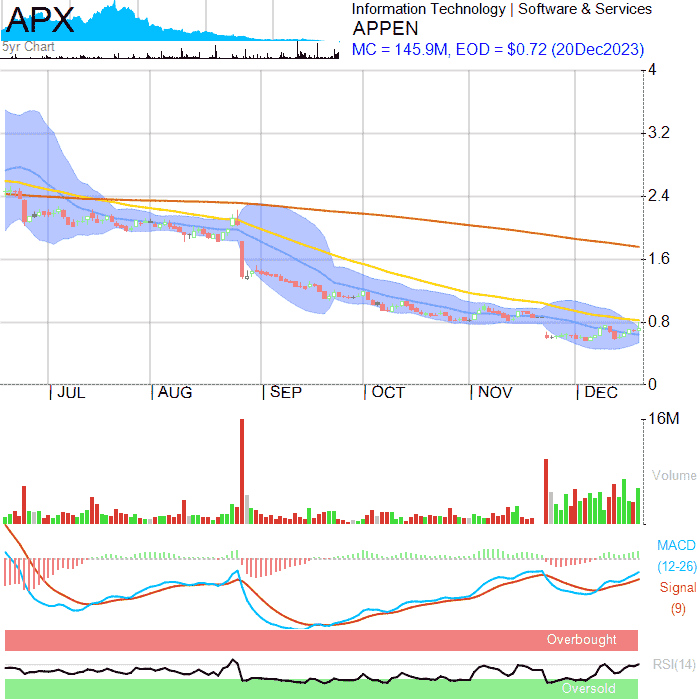 APX
5yr Chart
Information Technology | Software & Services
APPEN
MC = 145.9M, EOD = $0.72 (20Dec2023)
4
3.2
2.4
1.6
0.8
0
JUL AUG SEP OCT NOV DEC
16M
Volume
MACD
(12-26)
Signal
(9)
Overbought
RSI(14)
Oversold